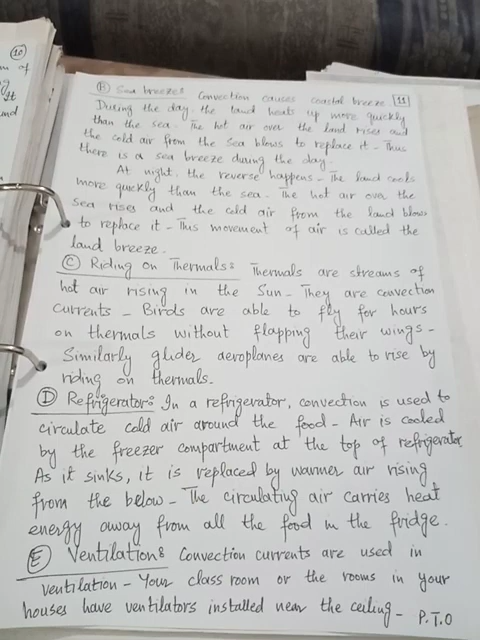 10
m of
g
It
und
(B) Sea breeze: Convection causes coastal breeze 11
During the day, the land heats up more quickly
than the sea. The hot air over the land rises and
the cold air from the sea blows to replace it - Thus
there is a sea breeze during the day.
At night, the reverse happens - The land cools
more quickly than the sea. The hot air over the
sea rises and the cold air from the land blows
to replace it - This movement of air is called the
land breeze.
(C) Riding on Thermals: Thermals are streams of
hot air rising in the Sun - They are convection
currents - Birds are able to fly for hours
on thermals without flapping their wings -
Similarly glider aeroplanes are able to rise by
riding on thermals.
(D) Refrigerator: In a refrigerator, convection is used to
circulate cold air around the food - Air is cooled
by the freezer compartment at the top of refrigerator
As it sinks, it is replaced by warmer air rising
from the below - The circulating air carries heat
energy away from all the food in the fridge.
(E) Ventilation: Convection currents are used in
ventilation - Your class room or the rooms in your
houses have ventilators installed near the ceiling - P.T.O